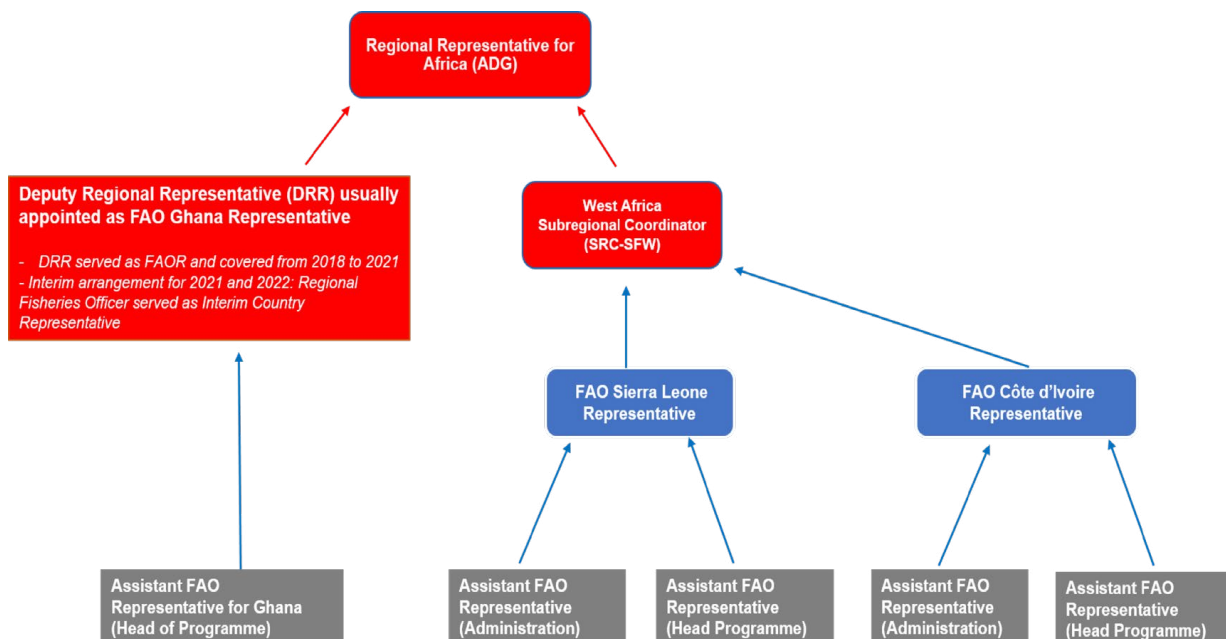 Regional Representative for
Africa (ADG)
Deputy Regional Representative (DRR) usually
appointed as FAO Ghana Representative
- DRR served as FAOR and covered from 2018 to 2021
- Interim arrangement for 2021 and 2022: Regional
Fisheries Officer served as Interim Country
Representative
West Africa
Subregional Coordinator
(SRC-SFW)
FAO Sierra Leone
Representative
FAO Côte d'Ivoire
Representative
Assistant FAO
Representative for Ghana
(Head of Programme)
Assistant FAO
Representative
(Administration)
Assistant FAO
Representative
(Head Programme)
Assistant FAO
Representative
(Administration)
Assistant FAO
Representative
(Head Programme)